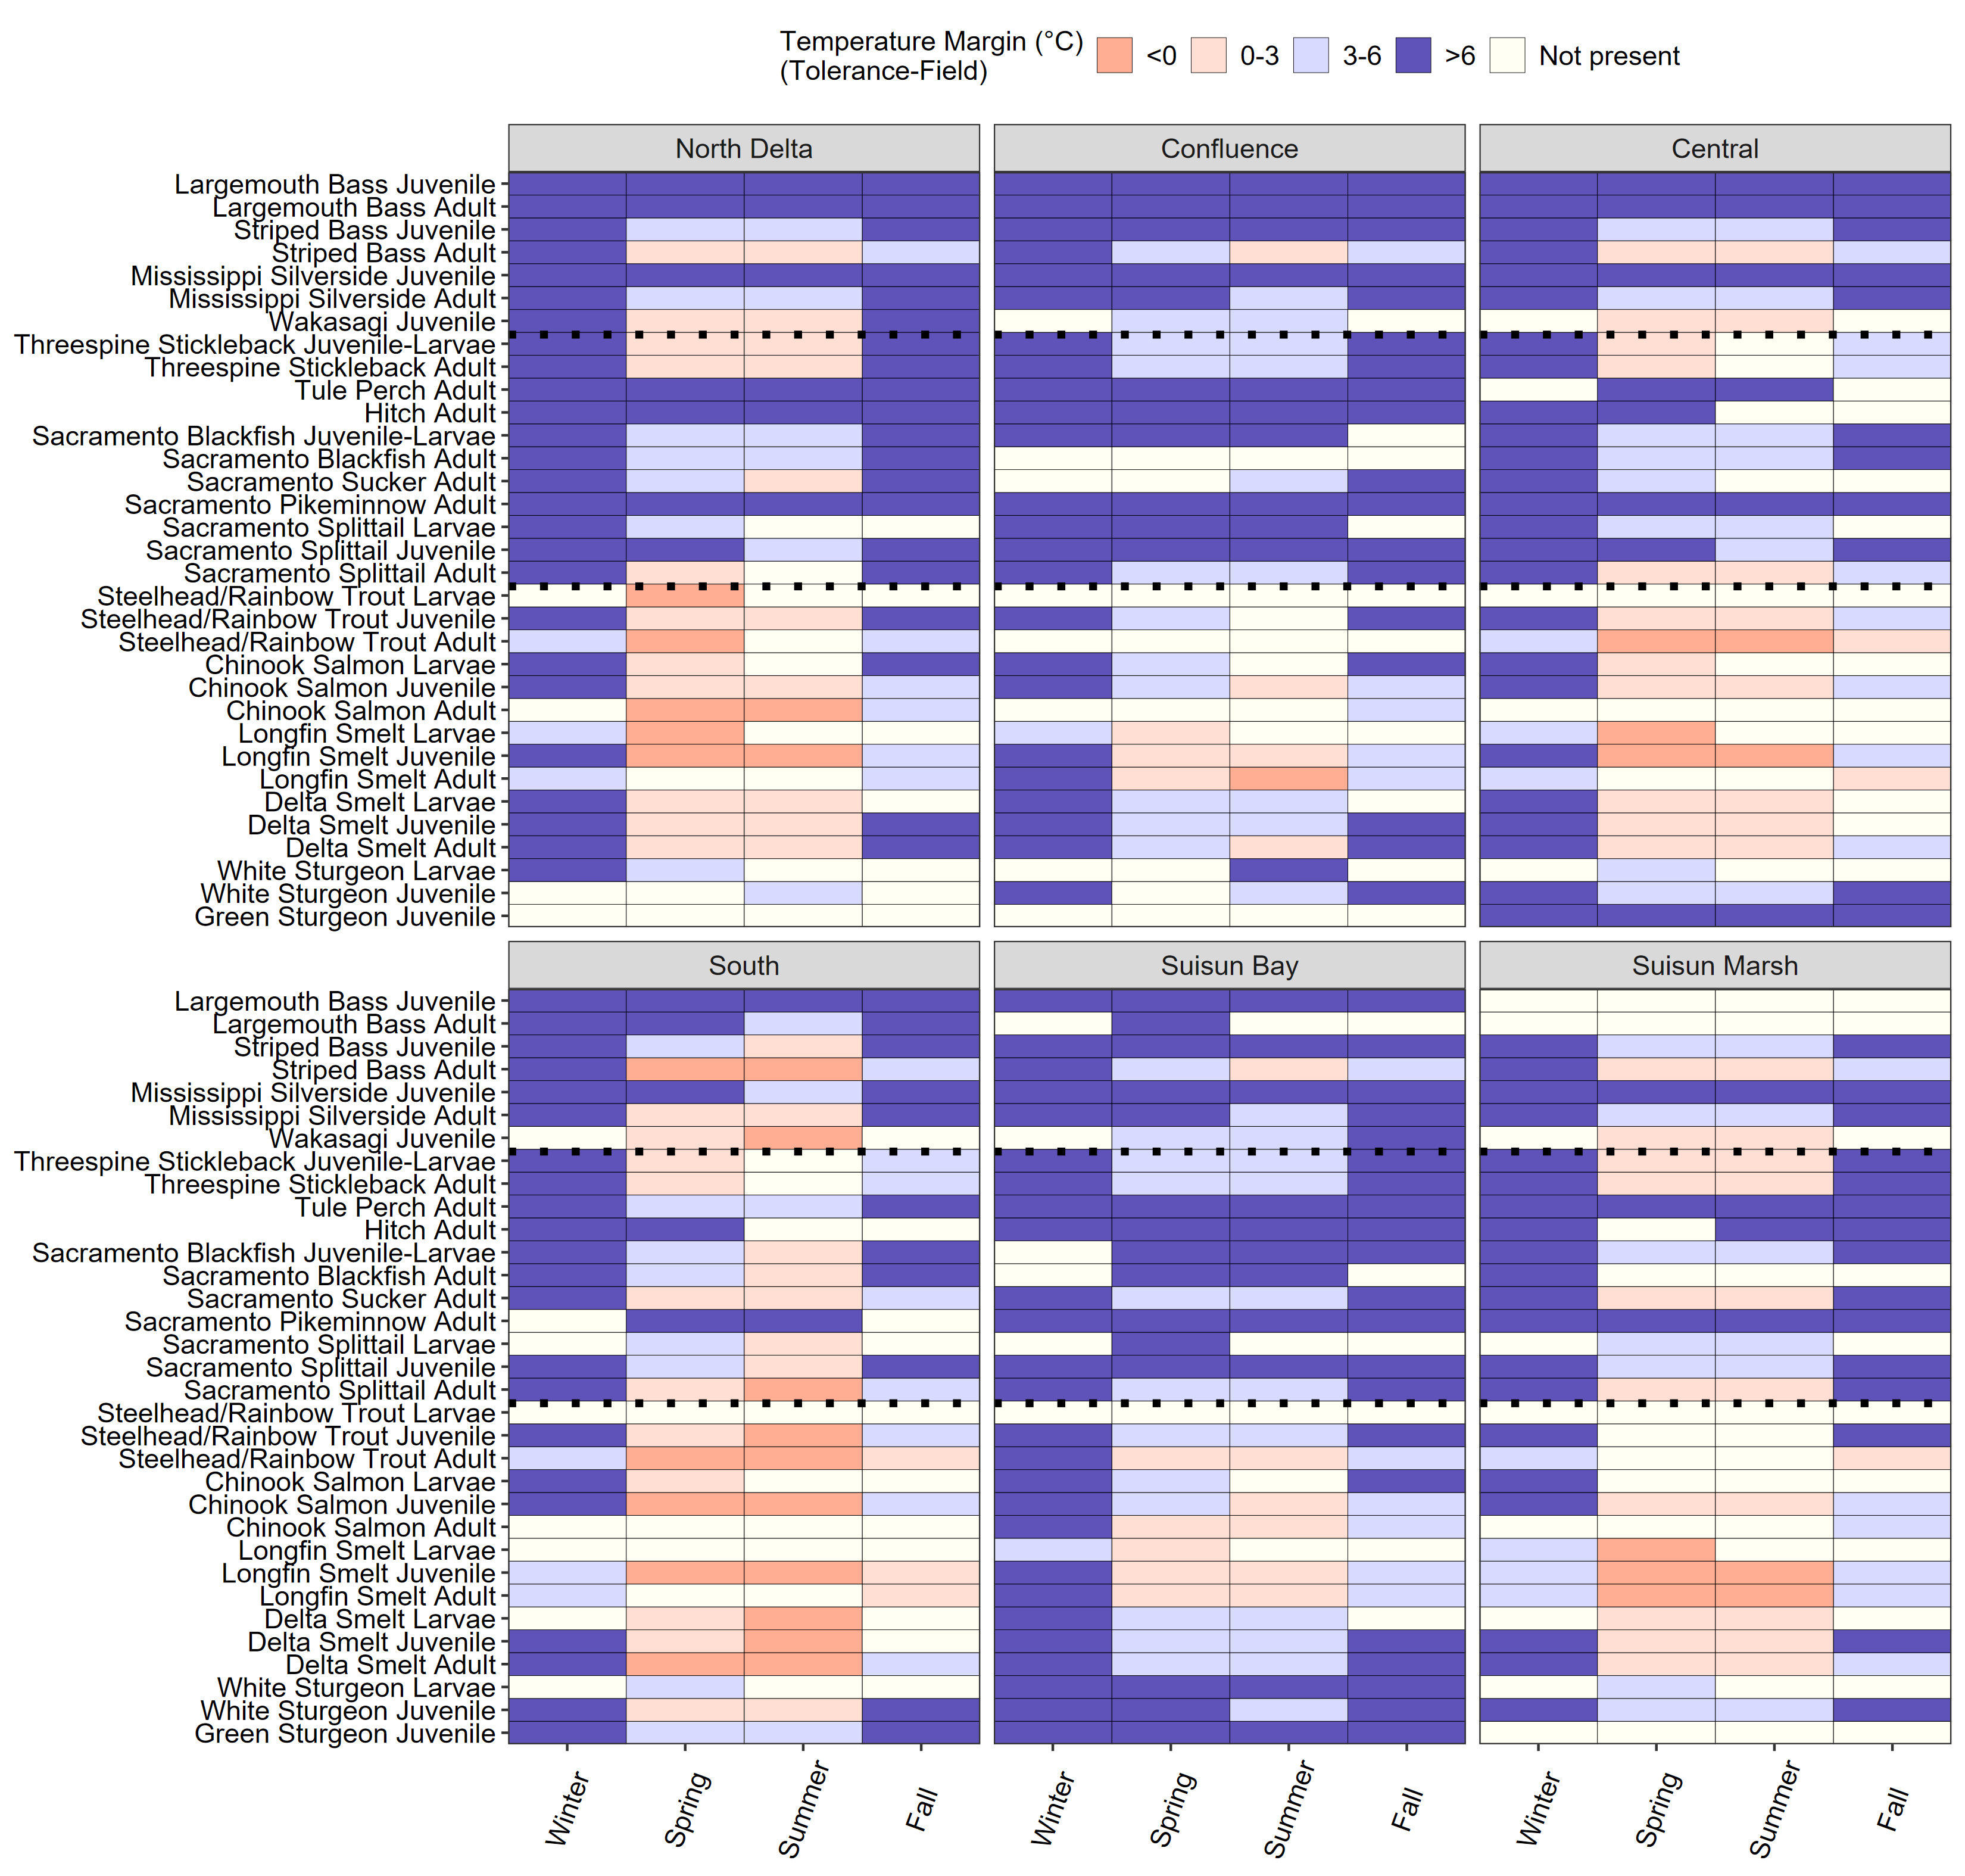 Temperature Margin (°C)
(Tolerance-Field)
<0
0-3
3-6
>6
Not present
North Delta
Confluence
Central
Largemouth Bass Juvenile
Largemouth Bass Adult
Striped Bass Juvenile
Striped Bass Adult
Mississippi Silverside Juvenile
Mississippi Silverside Adult
Wakasagi Juvenile
Threespine Stickleback Juvenile-Larvae
Threespine Stickleback Adult
Tule Perch Adult
Hitch Adult
Sacramento Blackfish Juvenile-Larvae
Sacramento Blackfish Adult
Sacramento Sucker Adult
Sacramento Pikeminnow Adult
Sacramento Splittail Larvae
Sacramento Splittail Juvenile
Sacramento Splittail Adult
Steelhead/Rainbow Trout Larvae
Steelhead/Rainbow Trout Juvenile
Steelhead/Rainbow Trout Adult
Chinook Salmon Larvae
Chinook Salmon Juvenile
Chinook Salmon Adult
Longfin Smelt Larvae
Longfin Smelt Juvenile
Longfin Smelt Adult
Delta Smelt Larvae
Delta Smelt Juvenile
Delta Smelt Adult
White Sturgeon Larvae
White Sturgeon Juvenile
Green Sturgeon Juvenile
South
Suisun Bay
Suisun Marsh
Largemouth Bass Juvenile
Largemouth Bass Adult
Striped Bass Juvenile
Striped Bass Adult
Mississippi Silverside Juvenile
Mississippi Silverside Adult
Wakasagi Juvenile
Threespine Stickleback Juvenile-Larvae
Threespine Stickleback Adult
Tule Perch Adult
Hitch Adult
Sacramento Blackfish Juvenile-Larvae
Sacramento Blackfish Adult
Sacramento Sucker Adult
Sacramento Pikeminnow Adult
Sacramento Splittail Larvae
Sacramento Splittail Juvenile
Sacramento Splittail Adult
Steelhead/Rainbow Trout Larvae
Steelhead/Rainbow Trout Juvenile
Steelhead/Rainbow Trout Adult
Chinook Salmon Larvae
Chinook Salmon Juvenile
Chinook Salmon Adult
Longfin Smelt Larvae
Longfin Smelt Juvenile
Longfin Smelt Adult
Delta Smelt Larvae
Delta Smelt Juvenile
Delta Smelt Adult
White Sturgeon Larvae
White Sturgeon Juvenile
Green Sturgeon Juvenile
Winter
Spring
Summer
Fall
Winter
Spring
Summer
Fall
Winter
Spring
Summer
Fall